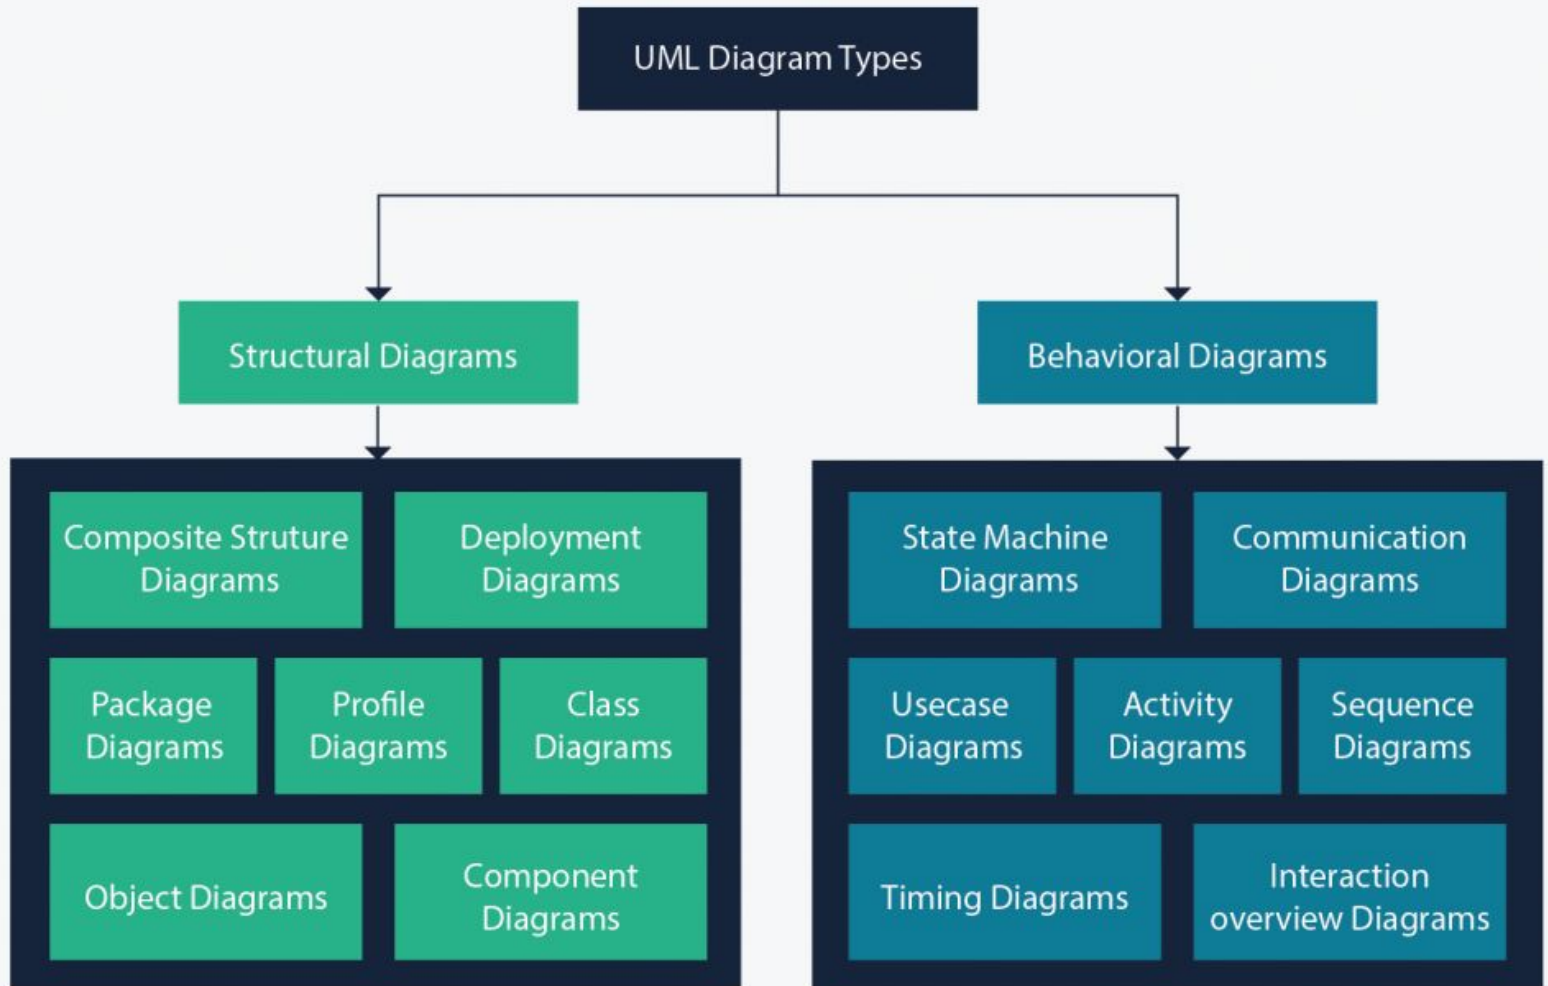 UML Diagram Types
Structural Diagrams
Behavioral Diagrams
Composite Struture
Diagrams
Deployment
Diagrams
Package
Diagrams
Profile
Diagrams
Class
Diagrams
Object Diagrams
Component
Diagrams
State Machine
Diagrams
Communication
Diagrams
Usecase
Diagrams
Activity
Diagrams
Sequence
Diagrams
Timing Diagrams
Interaction
overview Diagrams